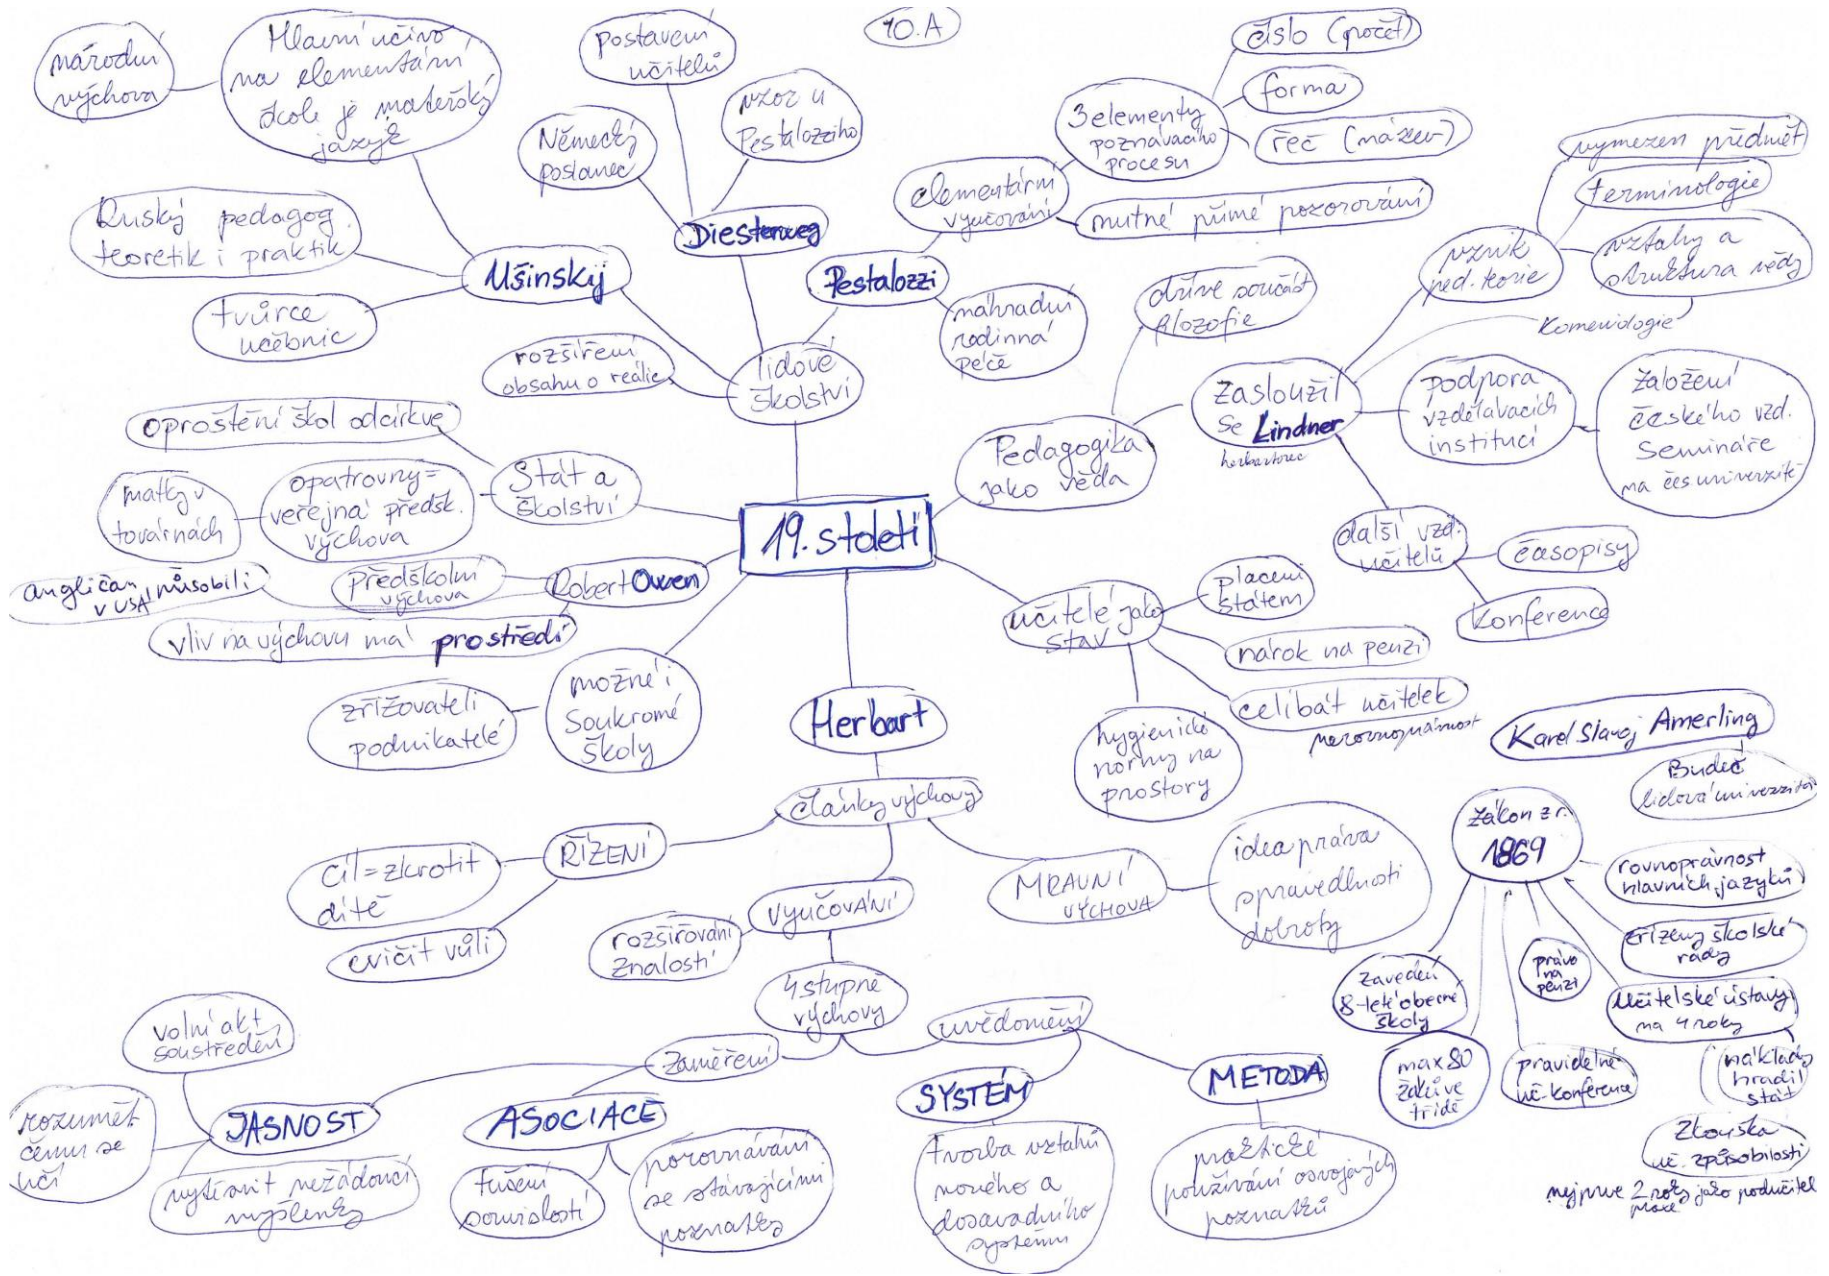 10.A
národní
výchova
Hlavní učivo
na elementární
škole je mateřský
jazyk
Ruský pedagog
teoretik i praktik
tvůrce
učebnic
Ušinskij
postavení
učitelů
Německý
poslanec
vzor u
Pestalozziho
Diesterweg
rozšíření
obsahu o reálie
lidové
školství
Pestalozzi
elementární
vyučování
3 elementy
poznávacího
procesu
číslo (počet)
forma
řeč (název)
nutné přímé pozorování
náhradní
rodinná
péče
19. století
Pedagogika
jako věda
dříve součást
filozofie
zasloužil
se Lindner
herbartovec
vznik
ped. teorie
vymezen předmět
terminologie
vztahy a
struktura vědy
komeniologie
podpora
vzdělávacích
institucí
založení
českého vzd.
semináře
na čes univerzitě
další vzd.
učitelů
časopisy
konference
Stát a
školství
oproštění škol od církve
opatrovny =
veřejná předšk.
výchova
matky v
továrnách
Robert Owen
předškolní
výchova
angličan, působil i
v USA
vliv na výchovu má prostředí
možné i
soukromé
školy
zřizovateli
podnikatelé
učitelé jako
stav
placeni
státem
nárok na penzi
celibát učitelek
nerovnoprávnost
hygienické
normy na
prostory
Herbart
články výchovy
ŘÍZENÍ
cíl = zkrotit
dítě
cvičit vůli
VYUČOVÁNÍ
rozšiřování
znalostí
MRAVNÍ
VÝCHOVA
idea práva
spravedlnosti
dobroty
4 stupně
výchovy
zaměření
uvědomění
JASNOST
volní akt
soustředění
rozumět
čemu se
učí
vytěsnit nežádoucí
myšlenky
ASOCIACE
tušení
souvislostí
porovnávání
se stávajícími
poznatky
SYSTÉM
tvorba vztahů
nového a
dosavadního
systému
METODA
praktické
používání osvojených
poznatků
Karel Slavoj Amerling
Budeč
lidová univerzita
Zákon z r.
1869
rovnoprávnost
hlavních jazyků
zřízeny školské
rady
Učitelské ústavy
na 4 roky
náklady
hradil
stát
Zkouška
uč. způsobilosti
nejprve 2 roky jako podučitel
praxe
právo
na
penzi
pravidelné
uč. konference
zavedení
8-leté obecné
školy
max 80
žáků ve
třídě